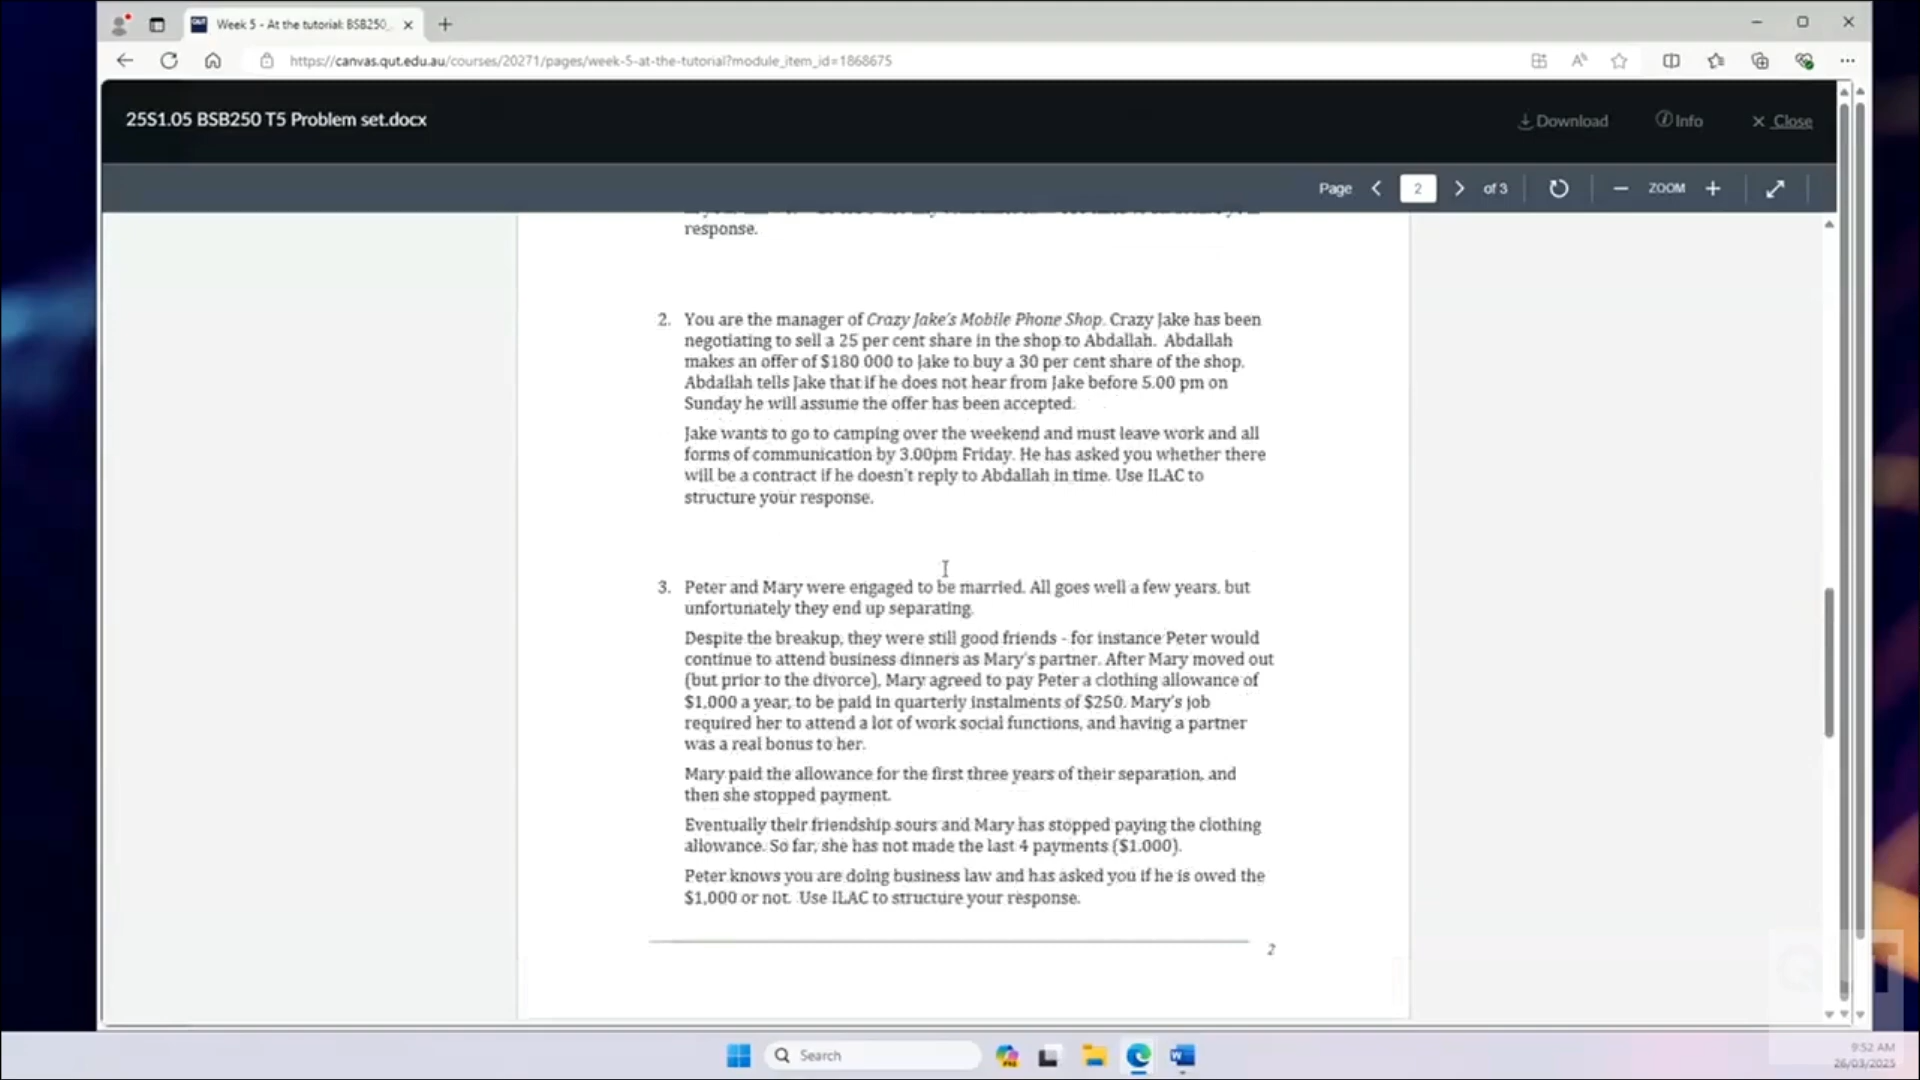 Week 5 - At the tutorial: BSB250_
https://canvas.qut.edu.au/courses/20271/pages/week-5-at-the-tutorial?module_item_id=1868675
25S1.05 BSB250 T5 Problem set.docx
Download
Info
Close
Page
2
of 3
ZOOM
response.
2. You are the manager of Crazy Jake's Mobile Phone Shop. Crazy Jake has been
negotiating to sell a 25 per cent share in the shop to Abdallah. Abdallah
makes an offer of $180 000 to Jake to buy a 30 per cent share of the shop.
Abdallah tells Jake that if he does not hear from Jake before 5.00 pm on
Sunday he will assume the offer has been accepted.
Jake wants to go to camping over the weekend and must leave work and all
forms of communication by 3.00pm Friday. He has asked you whether there
will be a contract if he doesn't reply to Abdallah in time. Use ILAC to
structure your response.
3. Peter and Mary were engaged to be married. All goes well a few years, but
unfortunately they end up separating.
Despite the breakup, they were still good friends - for instance Peter would
continue to attend business dinners as Mary's partner. After Mary moved out
(but prior to the divorce), Mary agreed to pay Peter a clothing allowance of
$1,000 a year, to be paid in quarterly instalments of $250. Mary's job
required her to attend a lot of work social functions, and having a partner
was a real bonus to her.
Mary paid the allowance for the first three years of their separation, and
then she stopped payment.
Eventually their friendship sours and Mary has stopped paying the clothing
allowance. So far, she has not made the last 4 payments ($1.000).
Peter knows you are doing business law and has asked you if he is owed the
$1,000 or not. Use ILAC to structure your response.
2
Search
9:52 AM
26/03/2025